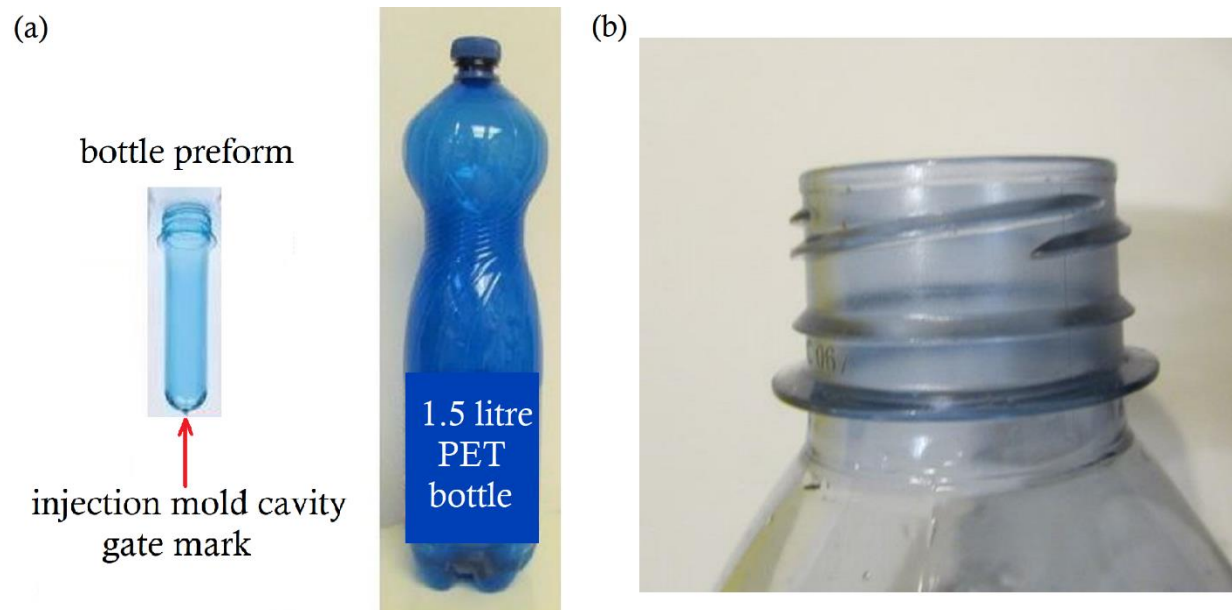 (a)
bottle preform
injection mold cavity
gate mark
1.5 litre
PET
bottle
(b)